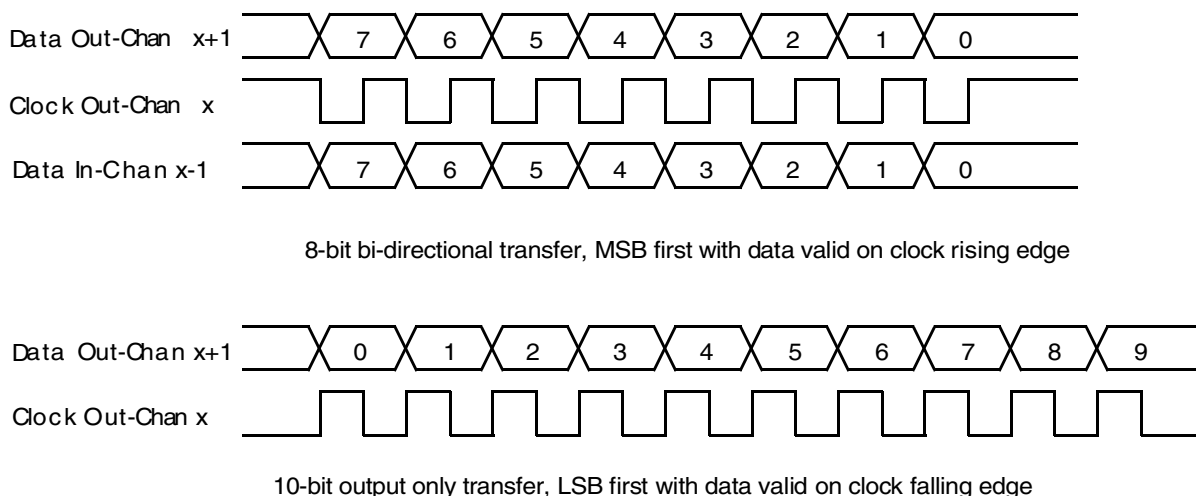 Data Out-Chan x+1 7 6 5 4 3 2 1 0
Clock Out-Chan x
Data In-Chan x-1 7 6 5 4 3 2 1 0
8-bit bi-directional transfer, MSB first with data valid on clock rising edge
Data Out-Chan x+1 0 1 2 3 4 5 6 7 8 9
Clock Out-Chan x
10-bit output only transfer, LSB first with data valid on clock falling edge